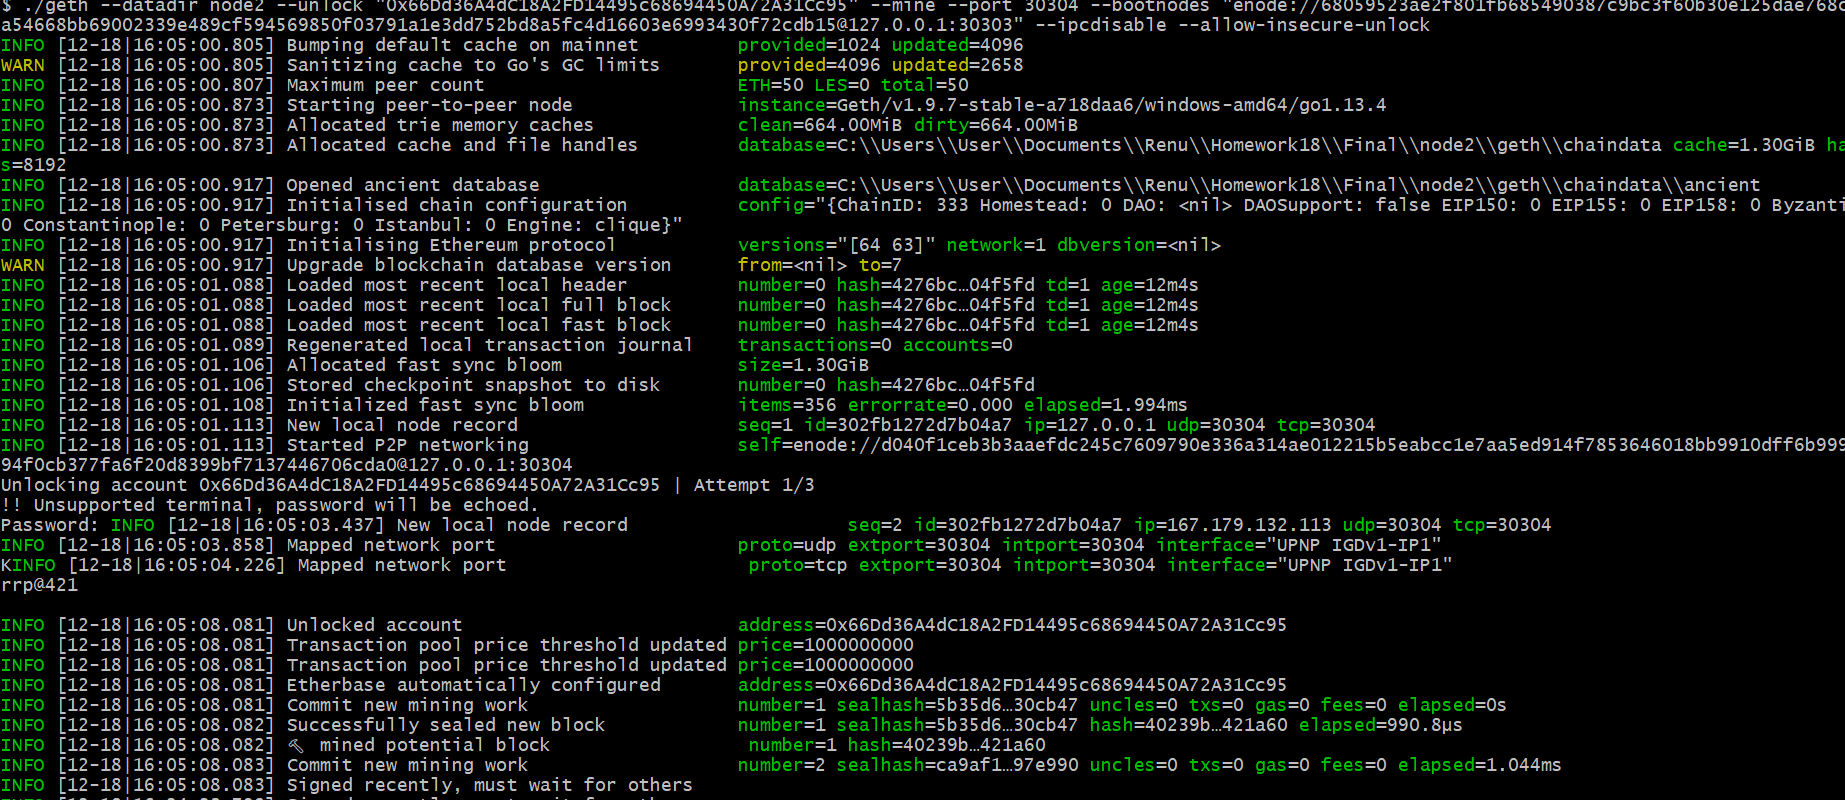 $ ./geth --datadir node2 --unlock "0x66Dd36A4dC18A2FD14495c68694450A72A31Cc95" --mine --port 30304 --bootnodes "enode://68059523ae2f801fb685490387c9bc3f60b30e125dae768c
a54668bb69002339e489cf594569850f03791a1e3dd752bd8a5fc4d16603e6993430f72cdb15@127.0.0.1:30303" --ipcdisable --allow-insecure-unlock
INFO [12-18|16:05:00.805] Bumping default cache on mainnet provided=1024 updated=4096
WARN [12-18|16:05:00.805] Sanitizing cache to Go's GC limits provided=4096 updated=2658
INFO [12-18|16:05:00.807] Maximum peer count ETH=50 LES=0 total=50
INFO [12-18|16:05:00.873] Starting peer-to-peer node instance=Geth/v1.9.7-stable-a718daa6/windows-amd64/go1.13.4
INFO [12-18|16:05:00.873] Allocated trie memory caches clean=664.00MiB dirty=664.00MiB
INFO [12-18|16:05:00.873] Allocated cache and file handles database=C:\\Users\\User\\Documents\\Renu\\Homework18\\Final\\node2\\geth\\chaindata cache=1.30GiB ha
s=8192
INFO [12-18|16:05:00.917] Opened ancient database database=C:\\Users\\User\\Documents\\Renu\\Homework18\\Final\\node2\\geth\\chaindata\\ancient
INFO [12-18|16:05:00.917] Initialised chain configuration config="{ChainID: 333 Homestead: 0 DAO: <nil> DAOSupport: false EIP150: 0 EIP155: 0 EIP158: 0 Byzanti
0 Constantinople: 0 Petersburg: 0 Istanbul: 0 Engine: clique}"
INFO [12-18|16:05:00.917] Initialising Ethereum protocol versions="[64 63]" network=1 dbversion=<nil>
WARN [12-18|16:05:00.917] Upgrade blockchain database version from=<nil> to=7
INFO [12-18|16:05:01.088] Loaded most recent local header number=0 hash=4276bc…04f5fd td=1 age=12m4s
INFO [12-18|16:05:01.088] Loaded most recent local full block number=0 hash=4276bc…04f5fd td=1 age=12m4s
INFO [12-18|16:05:01.088] Loaded most recent local fast block number=0 hash=4276bc…04f5fd td=1 age=12m4s
INFO [12-18|16:05:01.089] Regenerated local transaction journal transactions=0 accounts=0
INFO [12-18|16:05:01.106] Allocated fast sync bloom size=1.30GiB
INFO [12-18|16:05:01.106] Stored checkpoint snapshot to disk number=0 hash=4276bc…04f5fd
INFO [12-18|16:05:01.108] Initialized fast sync bloom items=356 errorrate=0.000 elapsed=1.994ms
INFO [12-18|16:05:01.113] New local node record seq=1 id=302fb1272d7b04a7 ip=127.0.0.1 udp=30304 tcp=30304
INFO [12-18|16:05:01.113] Started P2P networking self=enode://d040f1ceb3b3aaefdc245c7609790e336a314ae012215b5eabcc1e7aa5ed914f7853646018bb9910dff6b999
94f0cb377fa6f20d8399bf7137446706cda0@127.0.0.1:30304
Unlocking account 0x66Dd36A4dC18A2FD14495c68694450A72A31Cc95 | Attempt 1/3
!! Unsupported terminal, password will be echoed.
Password: INFO [12-18|16:05:03.437] New local node record seq=2 id=302fb1272d7b04a7 ip=167.179.132.113 udp=30304 tcp=30304
INFO [12-18|16:05:03.858] Mapped network port proto=udp extport=30304 intport=30304 interface="UPNP IGDv1-IP1"
KINFO [12-18|16:05:04.226] Mapped network port proto=tcp extport=30304 intport=30304 interface="UPNP IGDv1-IP1"
rrp@421
INFO [12-18|16:05:08.081] Unlocked account address=0x66Dd36A4dC18A2FD14495c68694450A72A31Cc95
INFO [12-18|16:05:08.081] Transaction pool price threshold updated price=1000000000
INFO [12-18|16:05:08.081] Transaction pool price threshold updated price=1000000000
INFO [12-18|16:05:08.081] Etherbase automatically configured address=0x66Dd36A4dC18A2FD14495c68694450A72A31Cc95
INFO [12-18|16:05:08.081] Commit new mining work number=1 sealhash=5b35d6…30cb47 uncles=0 txs=0 gas=0 fees=0 elapsed=0s
INFO [12-18|16:05:08.082] Successfully sealed new block number=1 sealhash=5b35d6…30cb47 hash=40239b…421a60 elapsed=990.8µs
INFO [12-18|16:05:08.082] 🔨 mined potential block number=1 hash=40239b…421a60
INFO [12-18|16:05:08.083] Commit new mining work number=2 sealhash=ca9af1…97e990 uncles=0 txs=0 gas=0 fees=0 elapsed=1.044ms
INFO [12-18|16:05:08.083] Signed recently, must wait for others